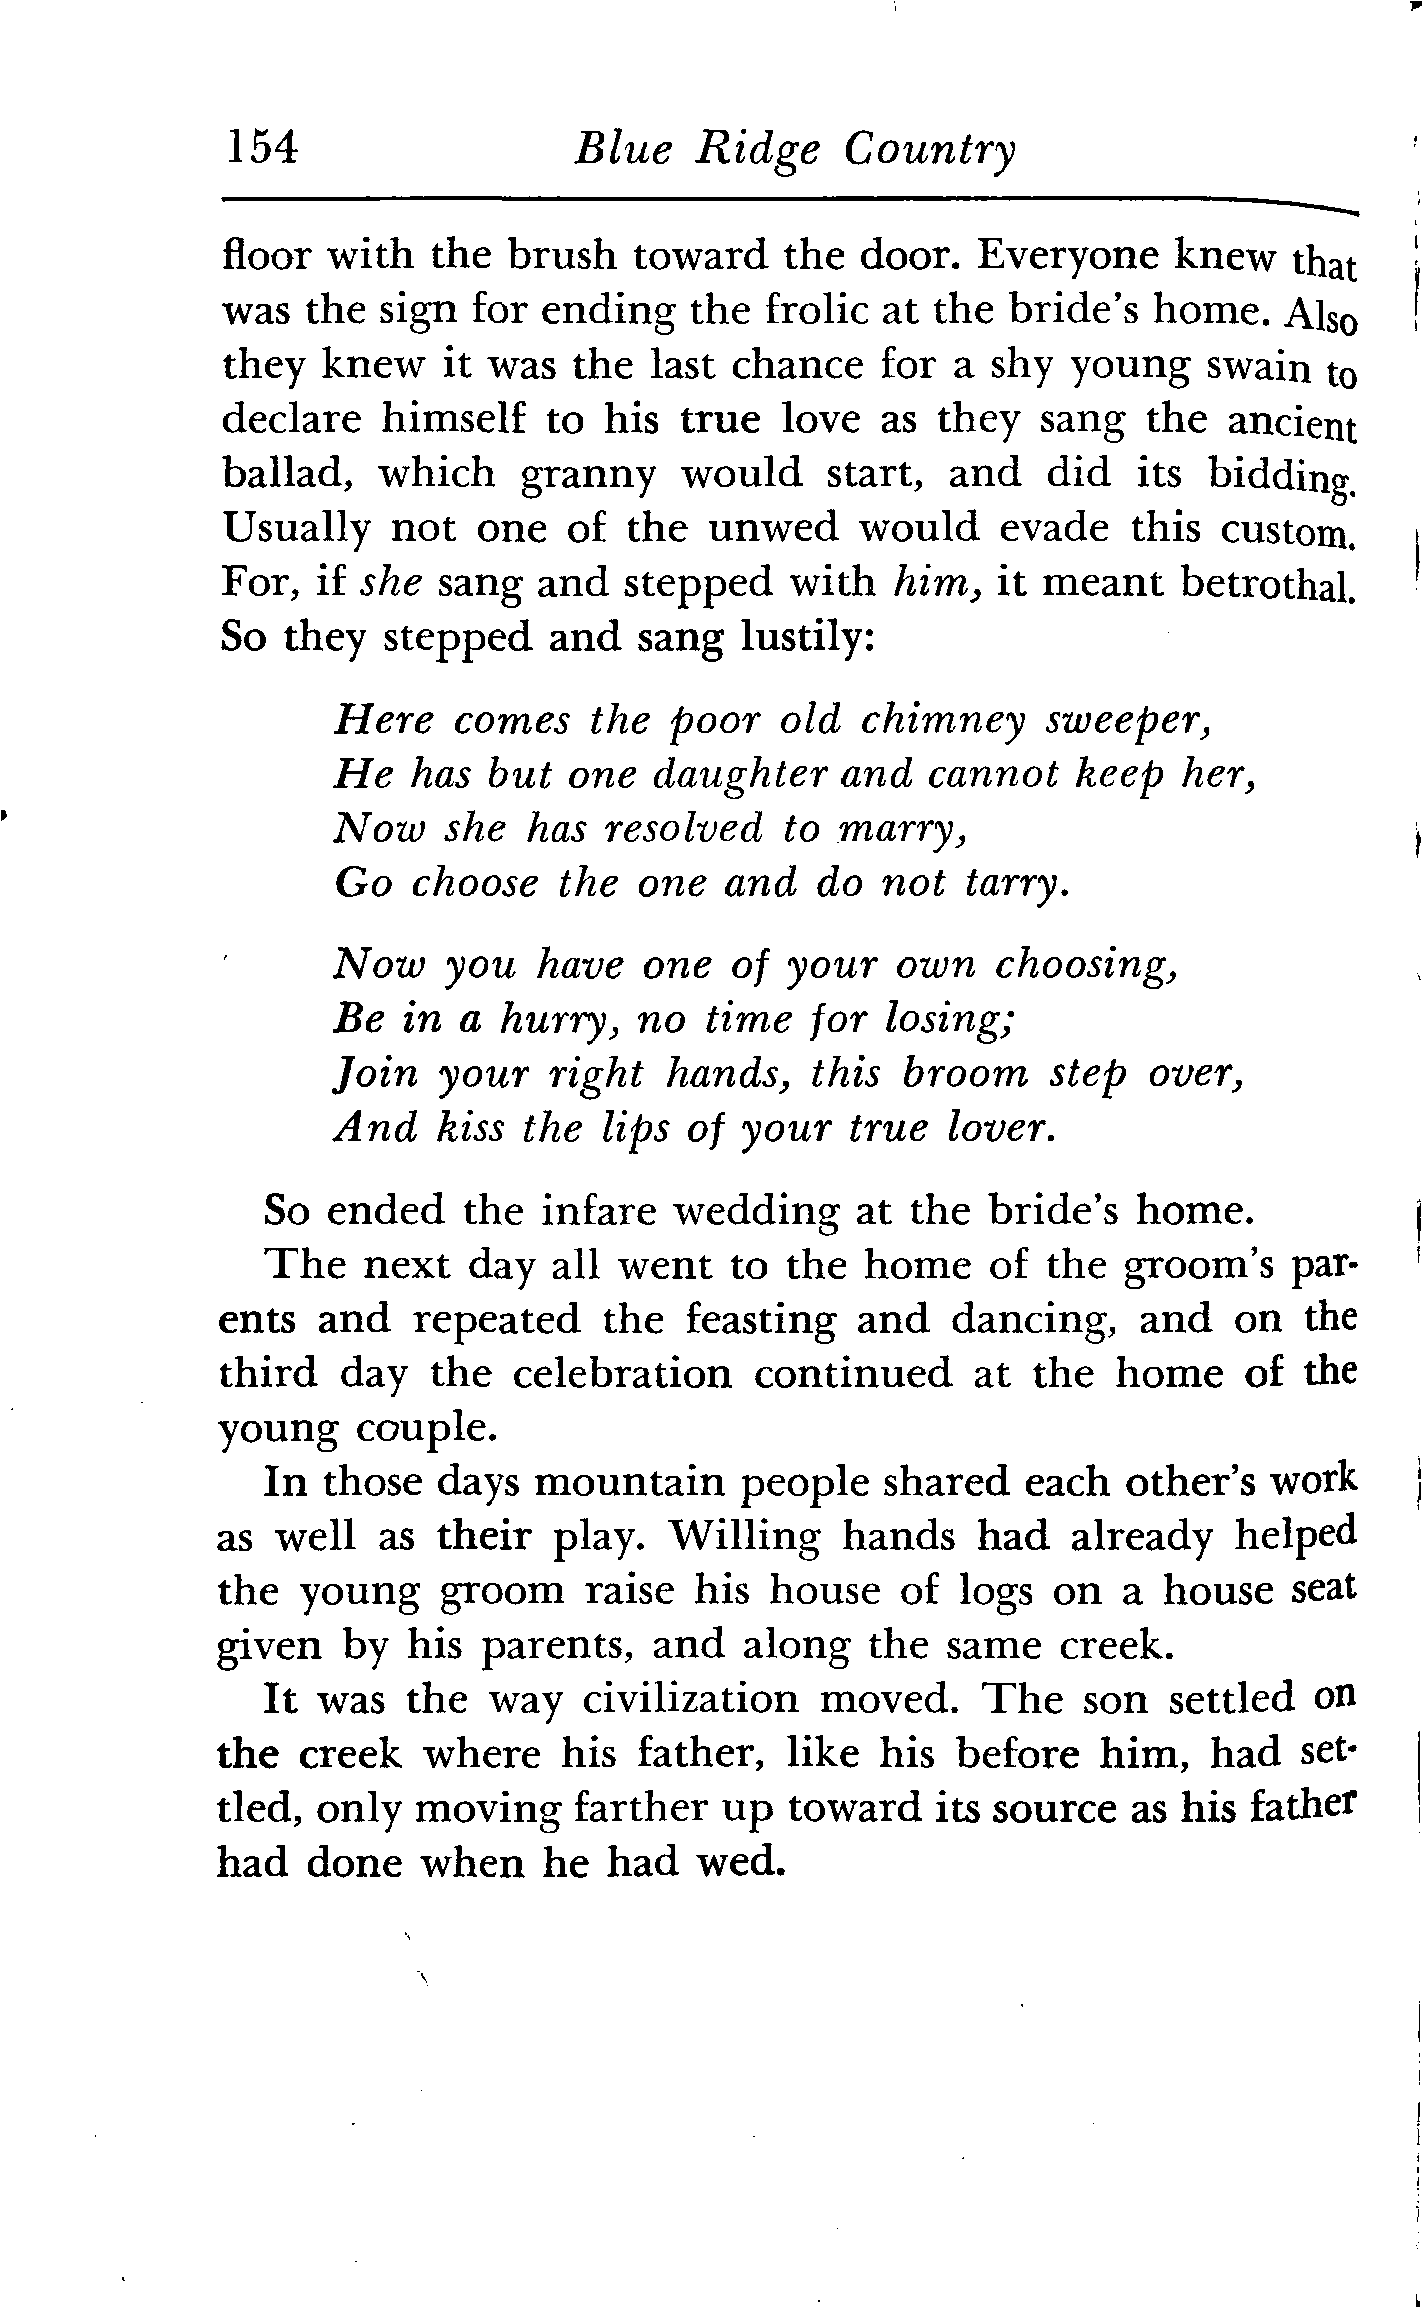 154 Blue Ridge Country
floor with the brush toward the door. Everyone knew that
was the sign for ending the frolic at the bride's home. Also
they knew it was the last chance for a shy young swain to
declare himself to his true love as they sang the ancient
ballad, which granny would start, and did its bidding.
Usually not one of the unwed would evade this custom.
For, if she sang and stepped with him, it meant betrothal.
So they stepped and sang lustily:
Here comes the poor old chimney sweeper,
He has but one daughter and cannot keep her,
Now she has resolved to marry,
Go choose the one and do not tarry.
Now you have one of your own choosing,
Be in a hurry, no time for losing;
Join your right hands, this broom step over,
And kiss the lips of your true lover.
So ended the infare wedding at the bride's home.
The next day all went to the home of the groom's par-
ents and repeated the feasting and dancing, and on the
third day the celebration continued at the home of the
young couple.
In those days mountain people shared each other's work
as well as their play. Willing hands had already helped
the young groom raise his house of logs on a house seat
given by his parents, and along the same creek.
It was the way civilization moved. The son settled on
the creek where his father, like his before him, had set-
tled, only moving farther up toward its source as his father
had done when he had wed.